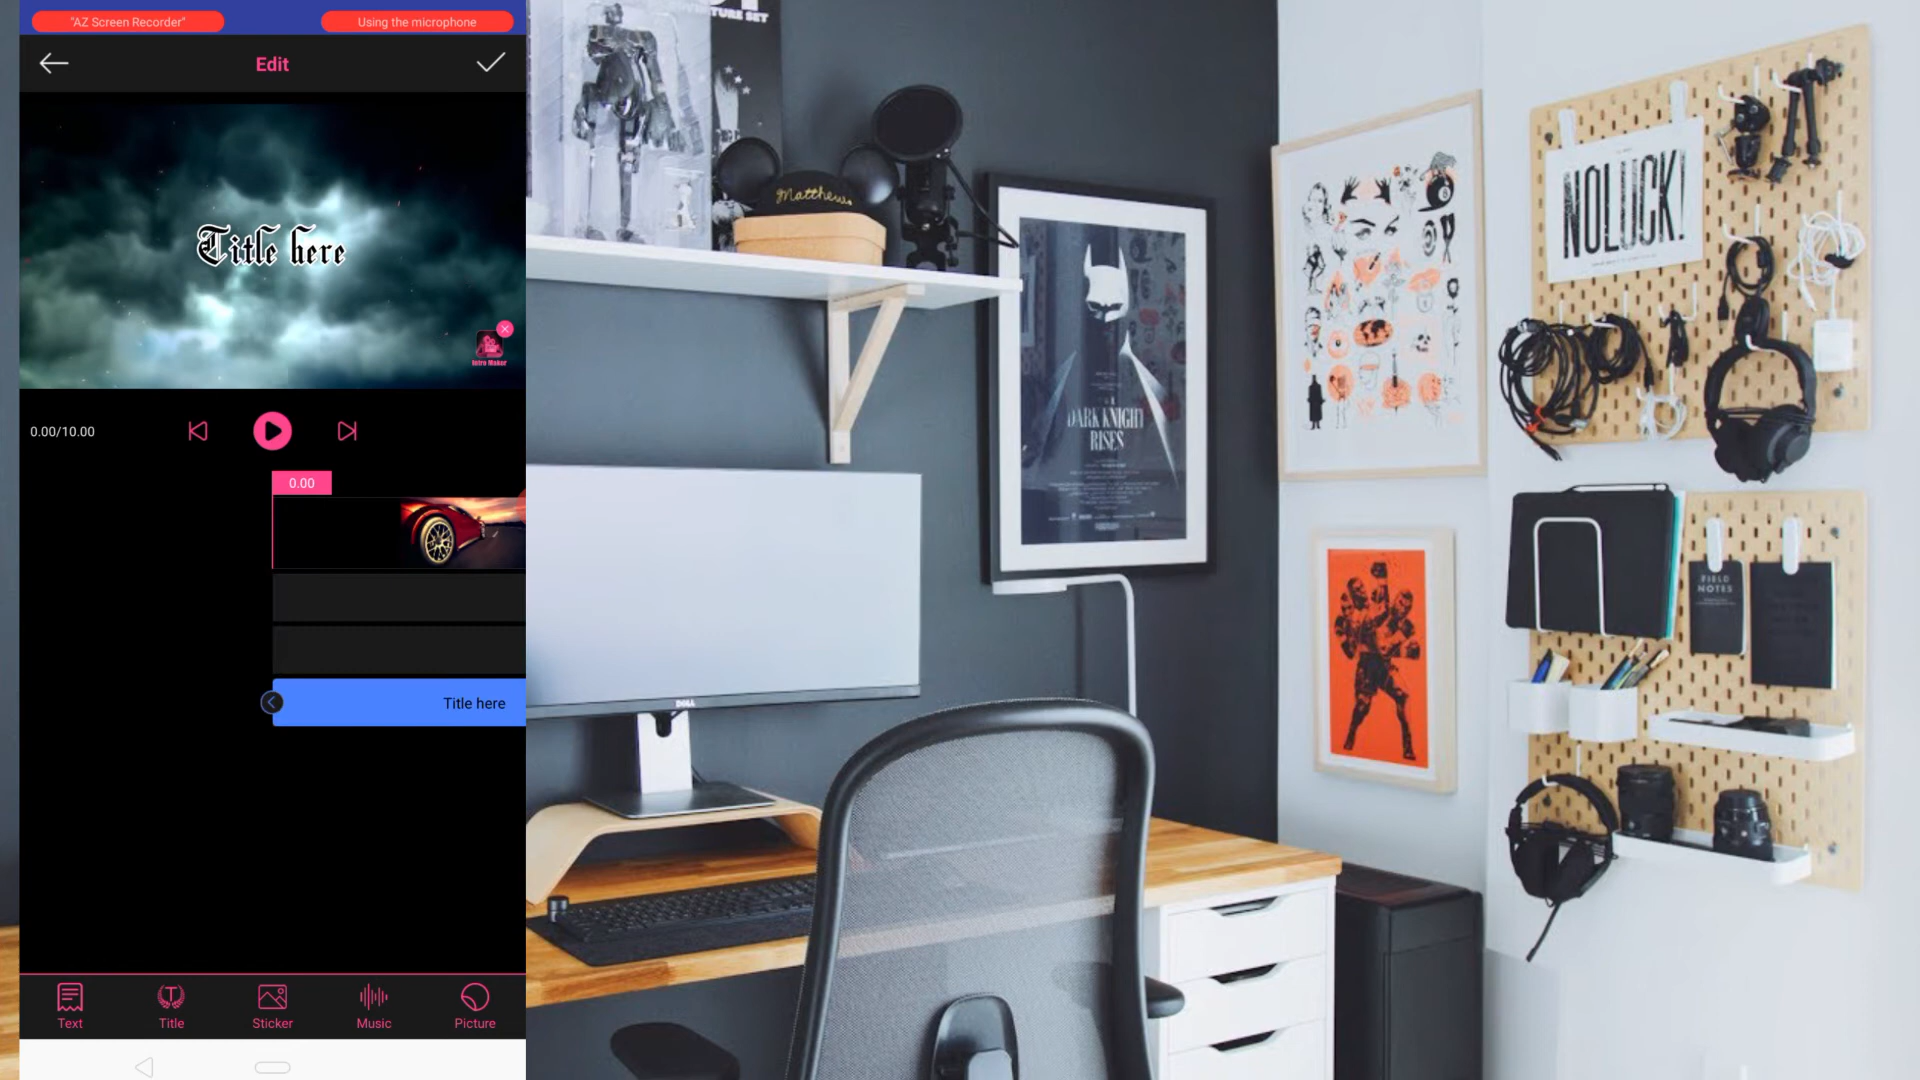 "AZ Screen Recorder"
Using the microphone
Edit
Title here
Intro Maker
0.00/10.00
0.00
Title here
Text
Title
Sticker
Music
Picture
TURE SET
Matthew
DARK KNIGHT
RISES
DELL
NOLUCK!
FIELD
NOTES